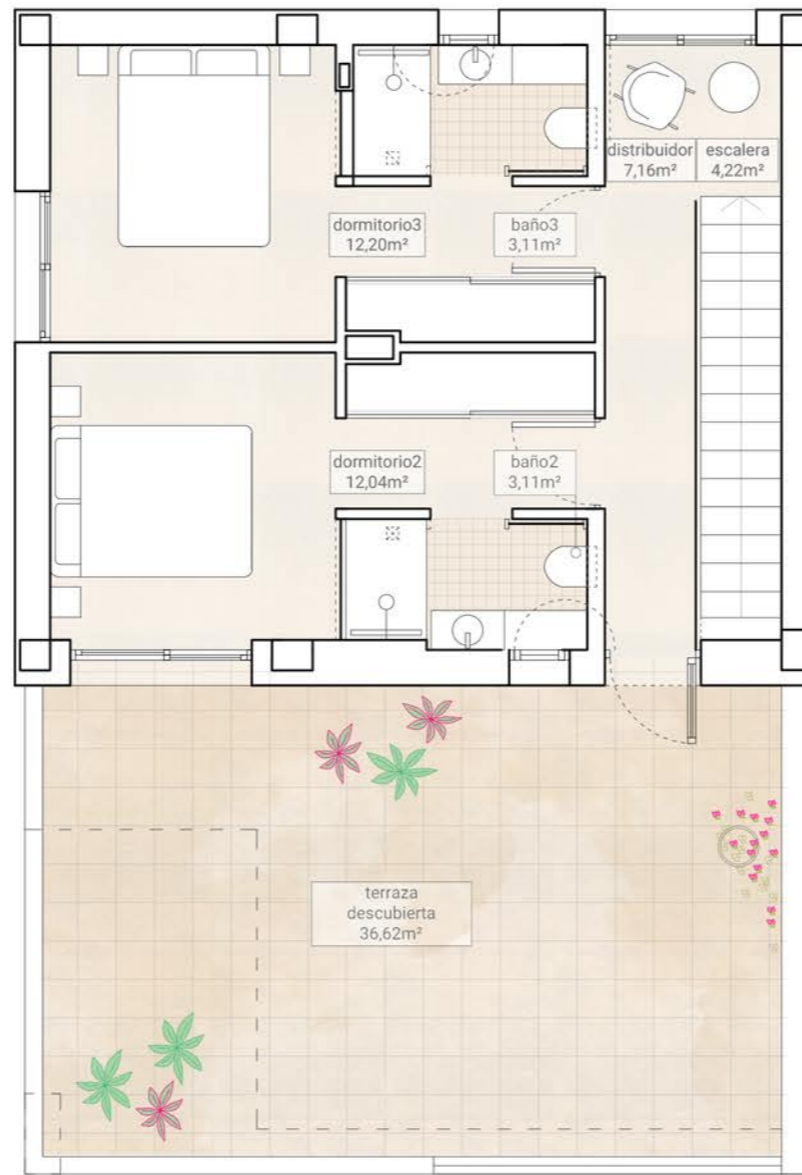 distribuidor
7,16m²
escalera
4,22m²
dormitorio3
12,20m²
baño3
3,11m²
dormitorio2
12,04m²
baño2
3,11m²
terraza
descubierta
36,62m²